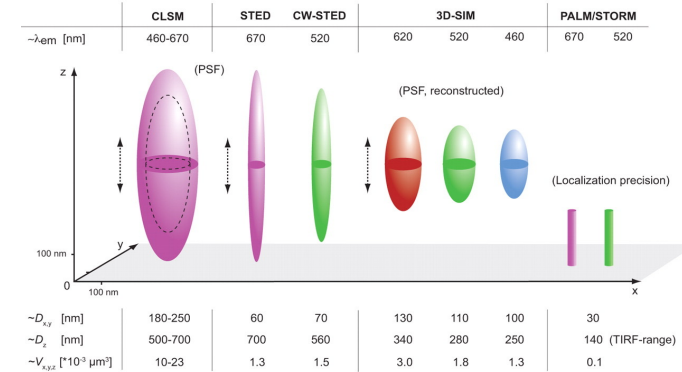 CLSM STED CW-STED 3D-SIM PALM/STORM
~λem [nm] 460-670 670 520 620 520 460 670 520
z (PSF)
(PSF, reconstructed)
(Localization precision)
y
100 nm
0
100 nm
x
~Dx,y [nm] 180-250 60 70 130 110 100 30
~Dz [nm] 500-700 700 560 340 280 250 140 (TIRF-range)
~Vx,y,z [*10-3 µm3] 10-23 1.3 1.5 3.0 1.8 1.3 0.1